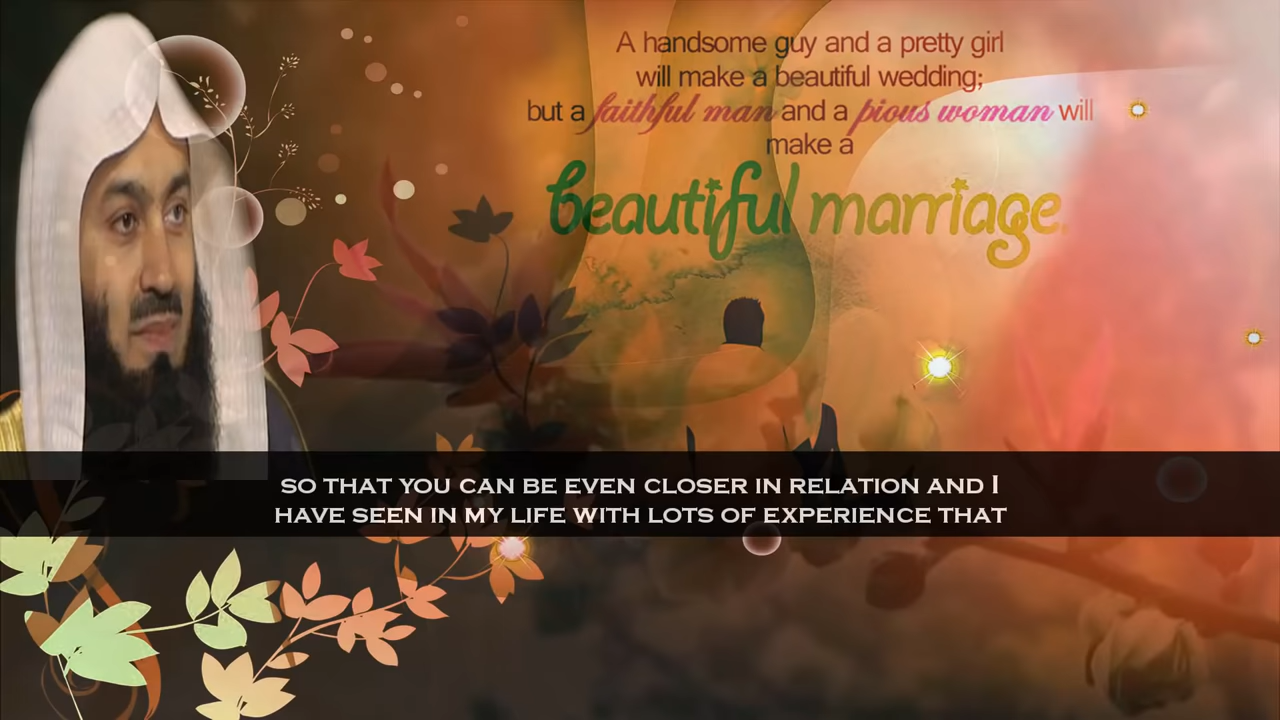 A handsome guy and a pretty girl
will make a beautiful wedding;
but a faithful man and a pious woman will
make a
beautiful marriage.
SO THAT YOU CAN BE EVEN CLOSER IN RELATION AND I
HAVE SEEN IN MY LIFE WITH LOTS OF EXPERIENCE THAT